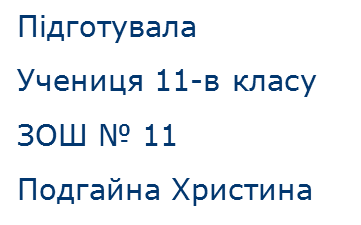 Підготувала
Учениця 11-в класу
ЗОШ № 11
Подгайна Христина